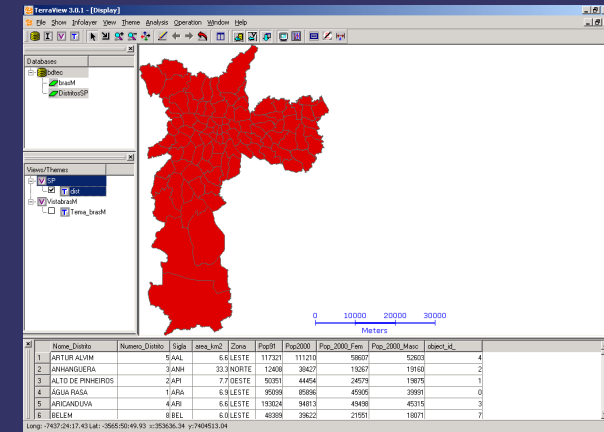 TerraView 3.0.1 - [Display]
File Show Infolayer View Theme Analysis Operation Window Help
Databases
bdtec
brasM
DistritosSP
Views/Themes
SP
dist
VistabrasM
Tema_brasM
0 10000 20000 30000
Meters
Nome_Distrito Numero_Distrito Sigla area_km2 Zona Pop91 Pop2000 Pop_2000_Fem Pop_2000_Masc object_id_
1 ARTUR ALVIM 5 AAL 6.6 LESTE 117321 111210 58607 52603 4
2 ANHANGUERA 3 ANH 33.3 NORTE 12408 38427 19267 19160 2
3 ALTO DE PINHEIROS 2 API 7.7 OESTE 50351 44454 24579 19875 1
4 ÁGUA RASA 1 ARA 6.9 LESTE 95099 85896 45905 39991 0
5 ARICANDUVA 4 ARI 6.6 LESTE 193024 94813 49498 45315 3
6 BELEM 8 BEL 6.0 LESTE 48389 39622 21551 18071 7
Long: -7437:24:17.43 Lat: -3565:50:49.93 x:353636.34 y:7404513.04